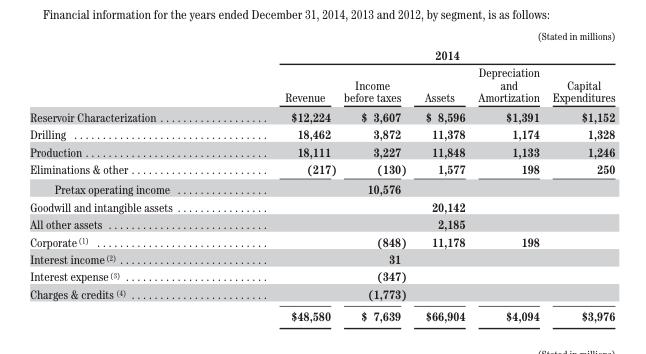 Financial information for the years ended December 31, 2014, 2013 and 2012, by segment, is as follows:
(Stated in millions)
2014
Revenue Income before taxes Assets Depreciation and Amortization Capital Expenditures
Reservoir Characterization . . . . . . . . . . . . . . . . . . . $12,224 $ 3,607 $ 8,596 $1,391 $1,152
Drilling . . . . . . . . . . . . . . . . . . . . . . . . . . . . . . . . . 18,462 3,872 11,378 1,174 1,328
Production . . . . . . . . . . . . . . . . . . . . . . . . . . . . . . . 18,111 3,227 11,848 1,133 1,246
Eliminations & other . . . . . . . . . . . . . . . . . . . . . . . (217) (130) 1,577 198 250
Pretax operating income . . . . . . . . . . . . . . . 10,576
Goodwill and intangible assets . . . . . . . . . . . . . . . 20,142
All other assets . . . . . . . . . . . . . . . . . . . . . . . . . . . 2,185
Corporate (1) . . . . . . . . . . . . . . . . . . . . . . . . . . . . (848) 11,178 198
Interest income (2) . . . . . . . . . . . . . . . . . . . . . . . . 31
Interest expense (3) . . . . . . . . . . . . . . . . . . . . . . . (347)
Charges & credits (4) . . . . . . . . . . . . . . . . . . . . . . (1,773)
$48,580 $ 7,639 $66,904 $4,094 $3,976
(Stated in millions)